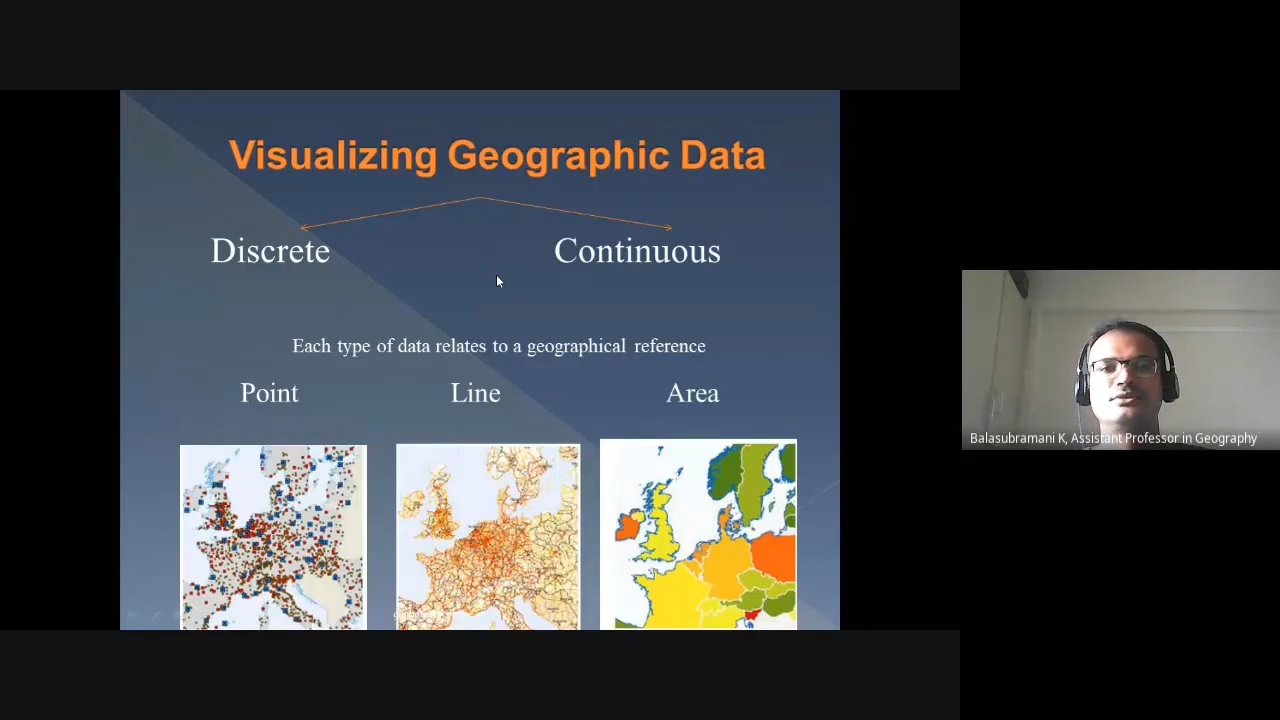 Visualizing Geographic Data
Discrete
Continuous
Each type of data relates to a geographical reference
Point
Line
Area
Balasubramani K, Assistant Professor in Geography